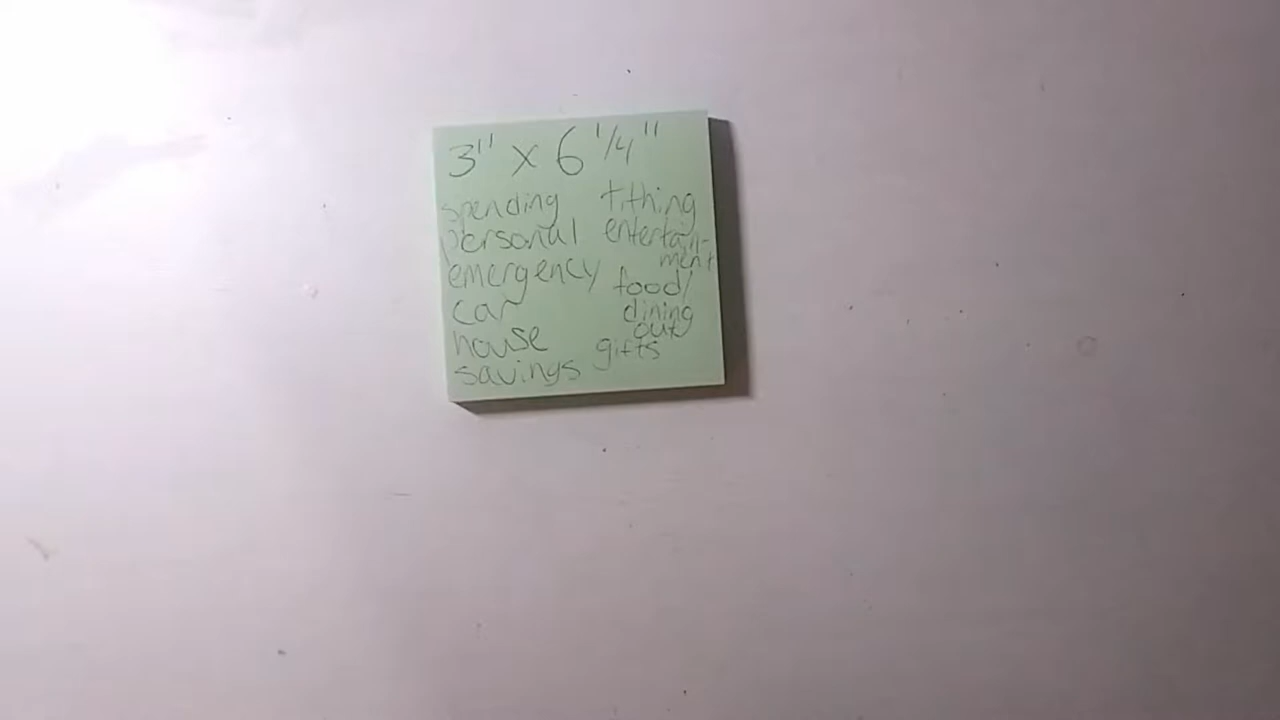 3" x 6 1/4"
spending
personal
emergency
car
house
savings
tithing
entertain-
ment
food/
dining
out
gifts